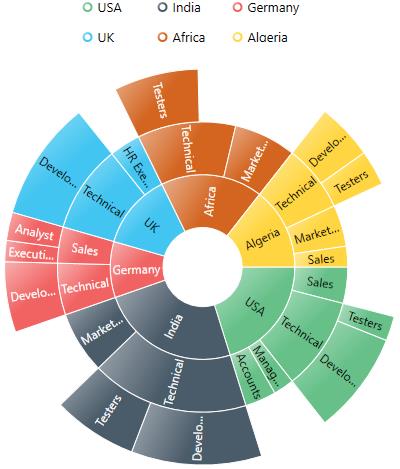 USA
India
Germany
UK
Africa
Algeria
Testers
Technical
Market...
Africa
HR Exe...
Develo...
Technical
UK
Develo...
Testers
Technical
Market...
Sales
Algeria
Analyst
Executi...
Develo...
Sales
Technical
Germany
USA
Sales
Technical
Testers
Develo...
Manag...
Accounts
India
Market...
Technical
Testers
Develo...